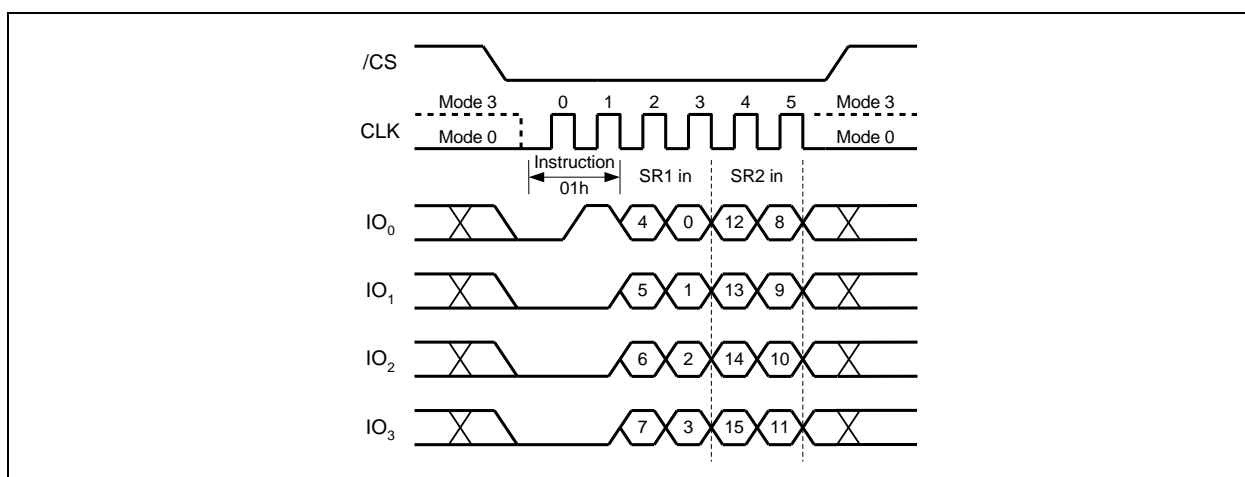 /CS
Mode 3 0 1 2 3 4 5 Mode 3
CLK Mode 0 Mode 0
Instruction
01h SR1 in SR2 in
IO0 4 0 12 8
IO1 5 1 13 9
IO2 6 2 14 10
IO3 7 3 15 11